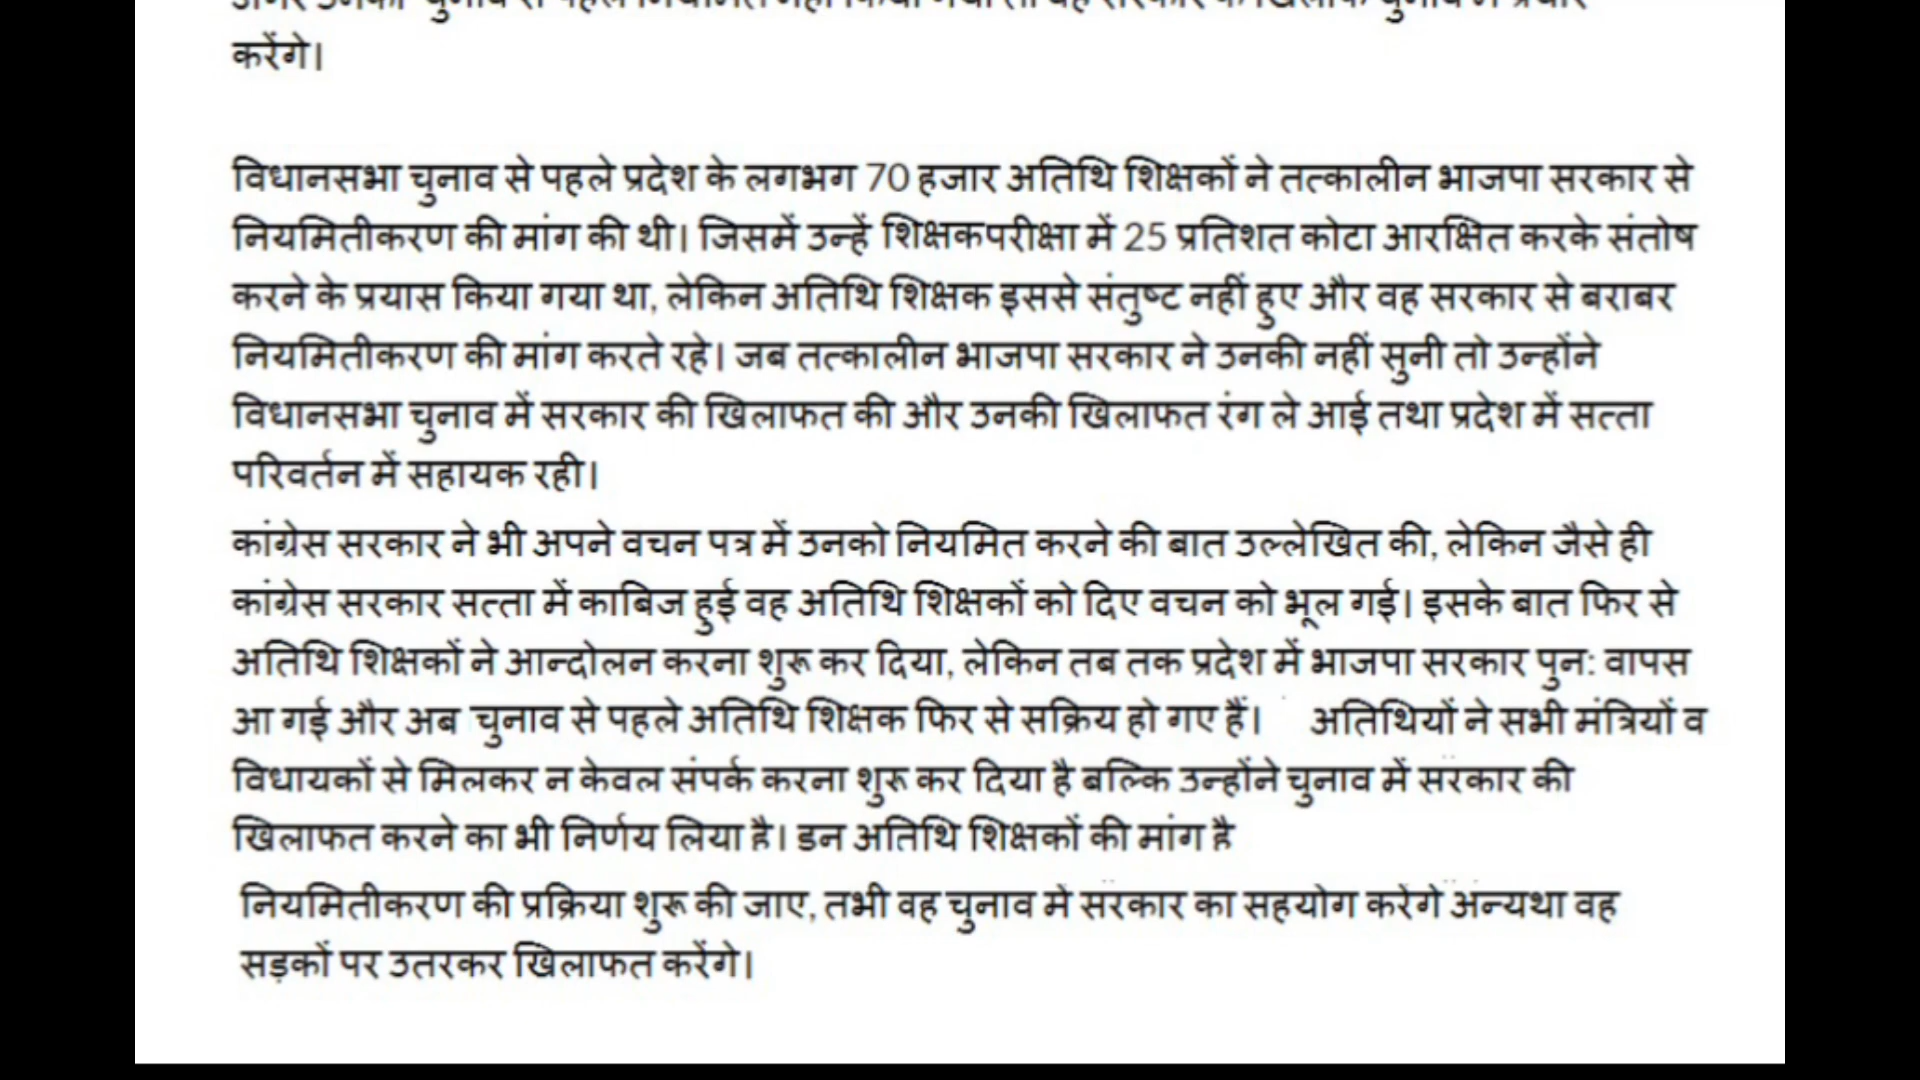 करेंगे।
विधानसभा चुनाव से पहले प्रदेश के लगभग 70 हजार अतिथि शिक्षकों ने तत्कालीन भाजपा सरकार से
नियमितीकरण की मांग की थी। जिसमें उन्हें शिक्षकपरीक्षा में 25 प्रतिशत कोटा आरक्षित करके संतोष
करने के प्रयास किया गया था, लेकिन अतिथि शिक्षक इससे संतुष्ट नहीं हुए और वह सरकार से बराबर
नियमितीकरण की मांग करते रहे। जब तत्कालीन भाजपा सरकार ने उनकी नहीं सुनी तो उन्होंने
विधानसभा चुनाव में सरकार की खिलाफत की और उनकी खिलाफत रंग ले आई तथा प्रदेश में सत्ता
परिवर्तन में सहायक रही।
कांग्रेस सरकार ने भी अपने वचन पत्र में उनको नियमित करने की बात उल्लेखित की, लेकिन जैसे ही
कांग्रेस सरकार सत्ता में काबिज हुई वह अतिथि शिक्षकों को दिए वचन को भूल गई। इसके बात फिर से
अतिथि शिक्षकों ने आन्दोलन करना शुरू कर दिया, लेकिन तब तक प्रदेश में भाजपा सरकार पुन: वापस
आ गई और अब चुनाव से पहले अतिथि शिक्षक फिर से सक्रिय हो गए हैं। अतिथियों ने सभी मंत्रियों व
विधायकों से मिलकर न केवल संपर्क करना शुरू कर दिया है बल्कि उन्होंने चुनाव में सरकार की
खिलाफत करने का भी निर्णय लिया है। डन अतिथि शिक्षकों की मांग है
नियमितीकरण की प्रक्रिया शुरू की जाए, तभी वह चुनाव में सरकार का सहयोग करेंगे अन्यथा वह
सड़कों पर उतरकर खिलाफत करेंगे।